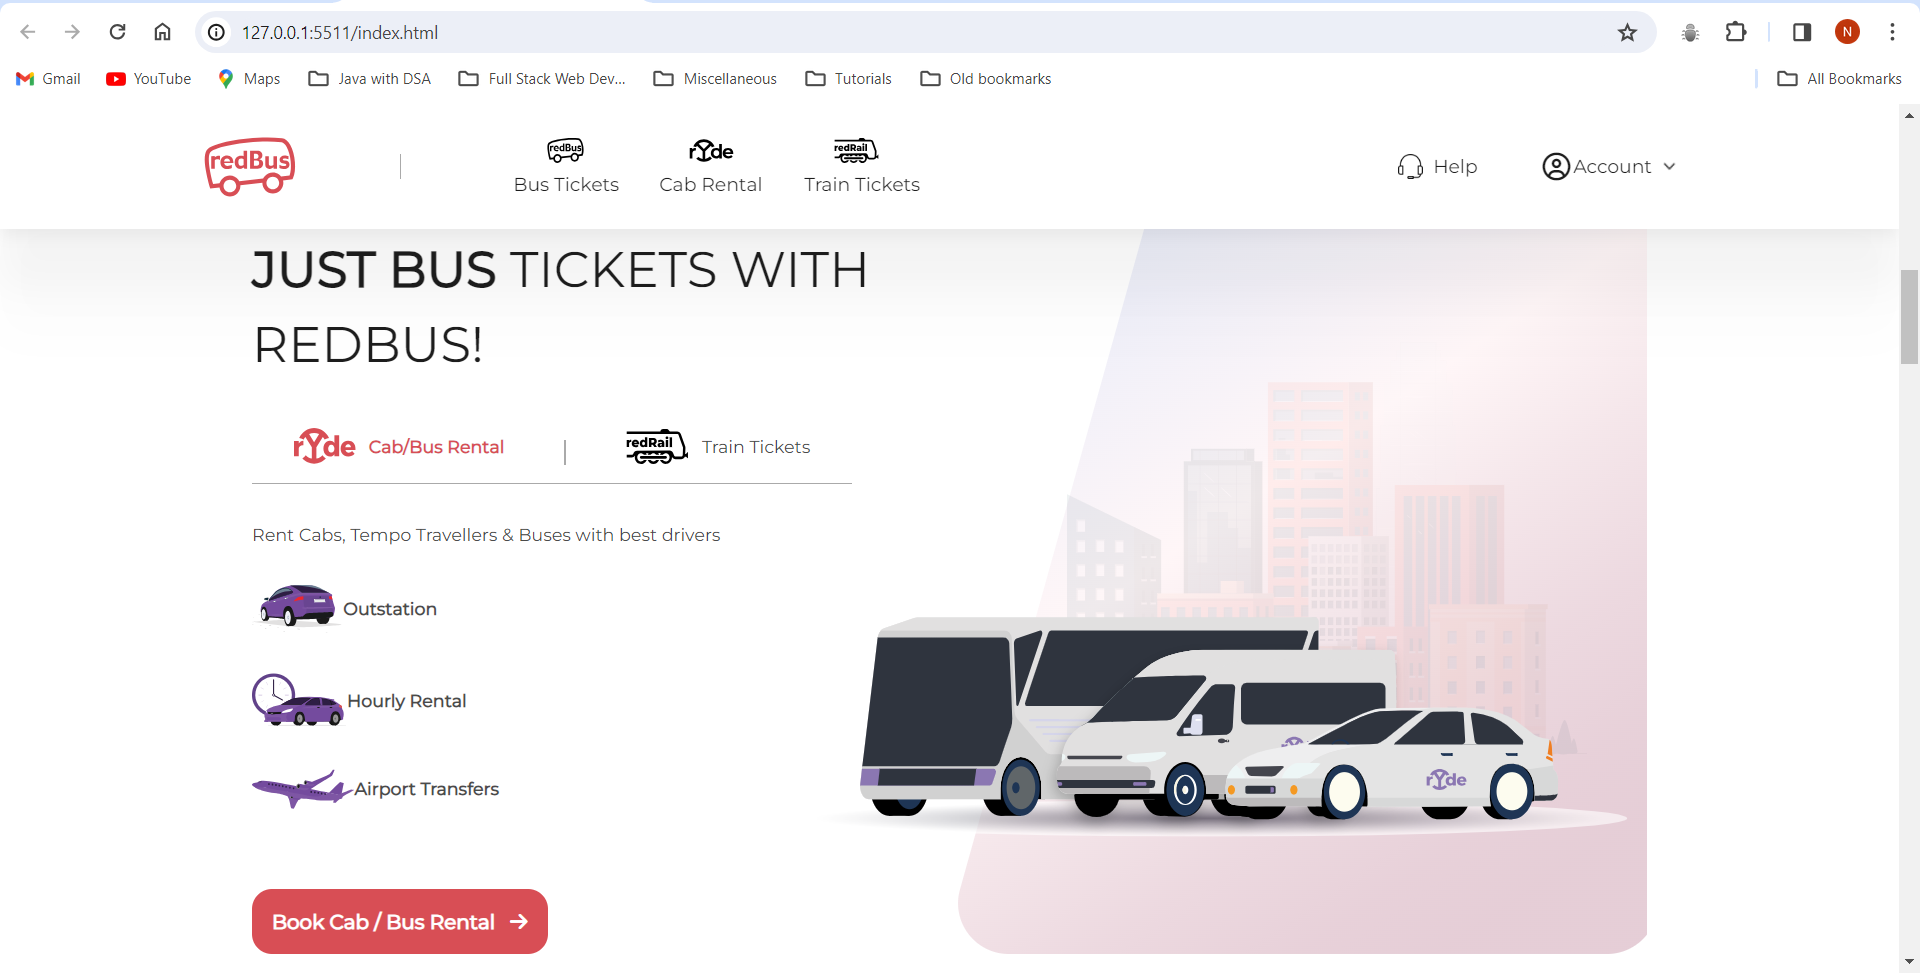 127.0.0.1:5511/index.html
N
Gmail YouTube Maps Java with DSA Full Stack Web Dev... Miscellaneous Tutorials Old bookmarks All Bookmarks
redBus
redBus rYde redRail
Bus Tickets Cab Rental Train Tickets
Help Account
JUST BUS TICKETS WITH
REDBUS!
rYde Cab/Bus Rental | redRail Train Tickets
Rent Cabs, Tempo Travellers & Buses with best drivers
Outstation
Hourly Rental
Airport Transfers
rYde
Book Cab / Bus Rental →